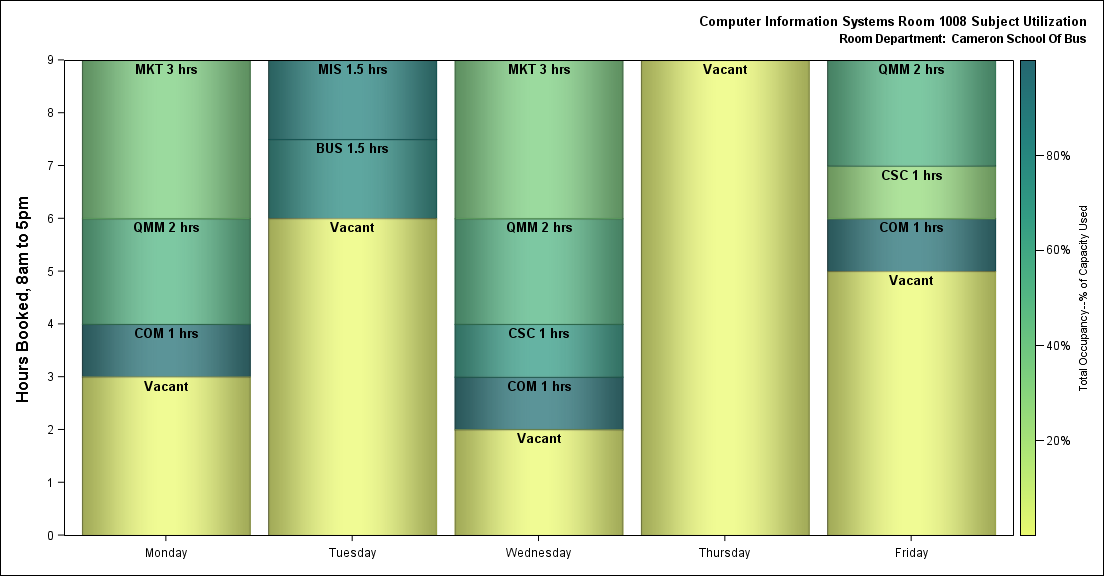 Computer Information Systems Room 1008 Subject Utilization
Room Department: Cameron School Of Bus
Hours Booked, 8am to 5pm
9
8
7
6
5
4
3
2
1
0
MKT 3 hrs
QMM 2 hrs
COM 1 hrs
Vacant
MIS 1.5 hrs
BUS 1.5 hrs
Vacant
MKT 3 hrs
QMM 2 hrs
CSC 1 hrs
COM 1 hrs
Vacant
Vacant
QMM 2 hrs
CSC 1 hrs
COM 1 hrs
Vacant
Monday
Tuesday
Wednesday
Thursday
Friday
80%
60%
40%
20%
Total Occupancy--% of Capacity Used